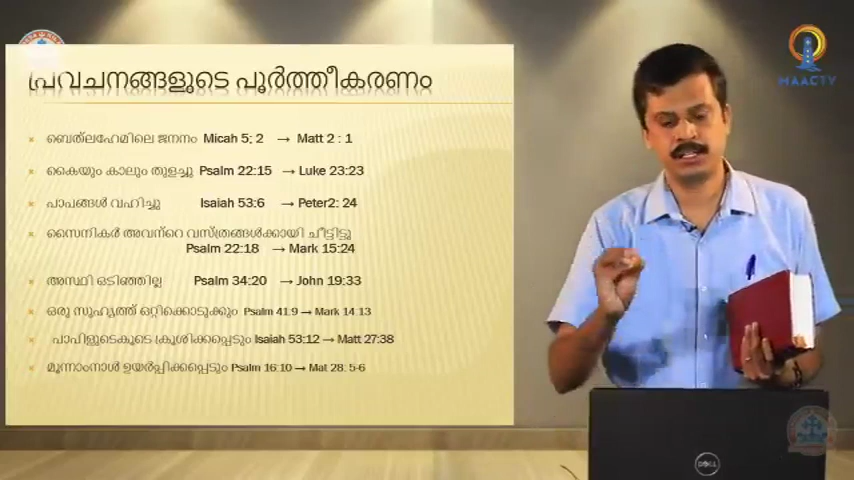 MAACTV
പ്രവചനങ്ങളുടെ പൂർത്തീകരണം
ബെത്‌ലഹേമിലെ ജനനം Micah 5; 2 → Matt 2 : 1
കൈയും കാലും തുളച്ചു Psalm 22:15 → Luke 23:23
പാപങ്ങൾ വഹിച്ചു Isaiah 53:6 → Peter2: 24
സൈനികർ അവൻറെ വസ്ത്രങ്ങൾക്കായി ചീട്ടിട്ടു
Psalm 22:18 → Mark 15:24
അസ്ഥി ഒടിഞ്ഞില്ല Psalm 34:20 → John 19:33
ഒരു സുഹൃത്ത് ഒറ്റിക്കൊടുക്കും Psalm 41:9 → Mark 14:13
പാപിളുടെകൂടെ ക്രൂശിക്കപ്പെടും Isaiah 53:12 → Matt 27:38
മൂന്നാംനാൾ ഉയർപ്പിക്കപ്പെടും Psalm 16:10 → Mat 28: 5-6
DELL